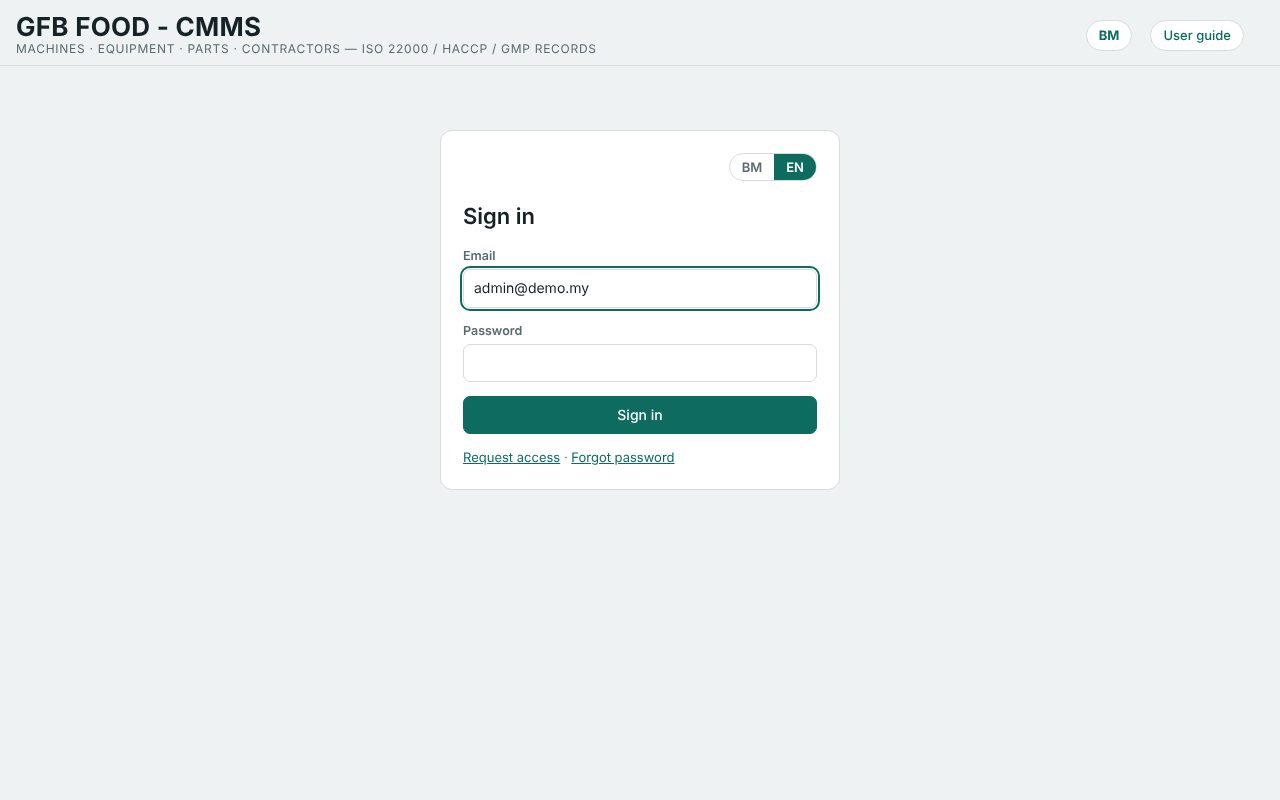 GFB FOOD - CMMS
MACHINES · EQUIPMENT · PARTS · CONTRACTORS — ISO 22000 / HACCP / GMP RECORDS
BM
User guide
BM EN
Sign in
Email
admin@demo.my
Password
Sign in
Request access · Forgot password